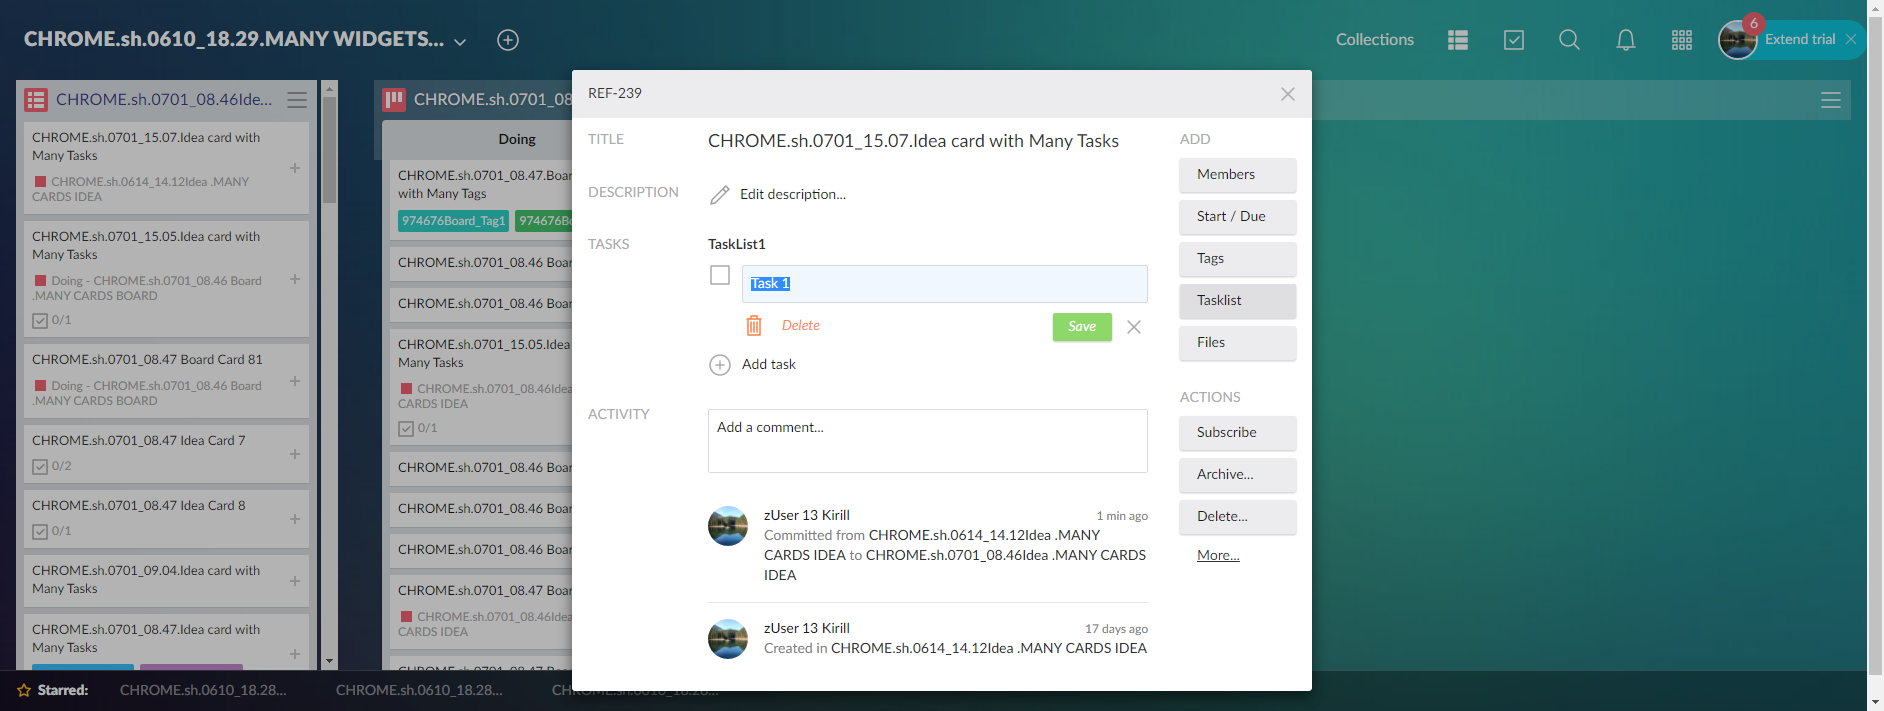 CHROME.sh.0610_18.29.MANY WIDGETS...
Collections
6
Extend trial
CHROME.sh.0701_08.46Ide...
CHROME.sh.0701_15.07.Idea card with
Many Tasks
CHROME.sh.0614_14.12Idea .MANY
CARDS IDEA
CHROME.sh.0701_15.05.Idea card with
Many Tasks
Doing - CHROME.sh.0701_08.46 Board
.MANY CARDS BOARD
0/1
CHROME.sh.0701_08.47 Board Card 81
Doing - CHROME.sh.0701_08.46 Board
.MANY CARDS BOARD
CHROME.sh.0701_08.47 Idea Card 7
0/2
CHROME.sh.0701_08.47 Idea Card 8
0/1
CHROME.sh.0701_09.04.Idea card with
Many Tasks
CHROME.sh.0701_08.47.Idea card with
Many Tasks
CHROME.sh.0701_08
Doing
CHROME.sh.0701_08.47.Boar
with Many Tags
974676Board_Tag1 974676Bo
CHROME.sh.0701_08.46 Boar
CHROME.sh.0701_08.46 Boar
CHROME.sh.0701_15.05.Idea
Many Tasks
CHROME.sh.0701_08.46Idea
CARDS IDEA
0/1
CHROME.sh.0701_08.46 Boar
CHROME.sh.0701_08.46 Boar
CHROME.sh.0701_08.46 Boar
CHROME.sh.0701_08.47 Boar
CHROME.sh.0701_08.46Idea
CARDS IDEA
CHROME.sh.0701_08.47 Boar
REF-239
TITLE
CHROME.sh.0701_15.07.Idea card with Many Tasks
DESCRIPTION
Edit description...
TASKS
TaskList1
Task 1
Delete
Save
Add task
ACTIVITY
Add a comment...
zUser 13 Kirill
1 min ago
Committed from CHROME.sh.0614_14.12Idea .MANY
CARDS IDEA to CHROME.sh.0701_08.46Idea .MANY CARDS
IDEA
zUser 13 Kirill
17 days ago
Created in CHROME.sh.0614_14.12Idea .MANY CARDS IDEA
ADD
Members
Start / Due
Tags
Tasklist
Files
ACTIONS
Subscribe
Archive...
Delete...
More...
Starred:
CHROME.sh.0610_18.28...
CHROME.sh.0610_18.28...
CHROME.sh.0610_18.28...